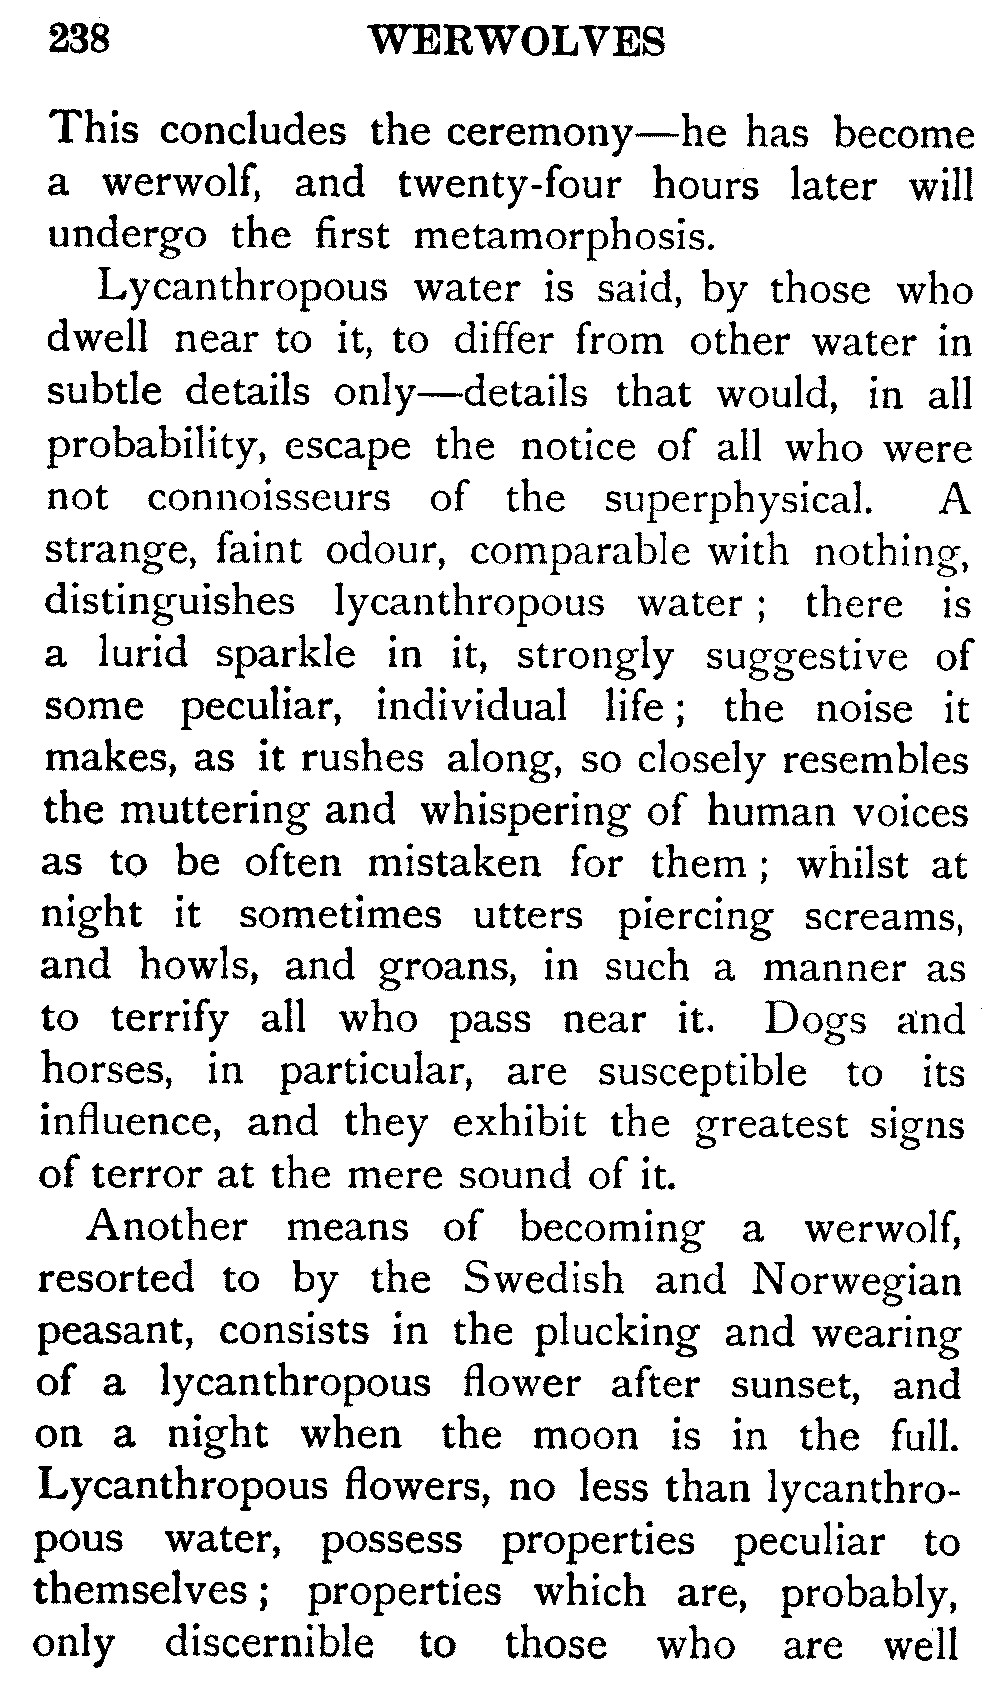 238 WERWOLVES
This concludes the ceremony—he has become
a werwolf, and twenty-four hours later will
undergo the first metamorphosis.
Lycanthropous water is said, by those who
dwell near to it, to differ from other water in
subtle details only—details that would, in all
probability, escape the notice of all who were
not connoisseurs of the superphysical. A
strange, faint odour, comparable with nothing,
distinguishes lycanthropous water ; there is
a lurid sparkle in it, strongly suggestive of
some peculiar, individual life ; the noise it
makes, as it rushes along, so closely resembles
the muttering and whispering of human voices
as to be often mistaken for them ; whilst at
night it sometimes utters piercing screams,
and howls, and groans, in such a manner as
to terrify all who pass near it. Dogs and
horses, in particular, are susceptible to its
influence, and they exhibit the greatest signs
of terror at the mere sound of it.
Another means of becoming a werwolf,
resorted to by the Swedish and Norwegian
peasant, consists in the plucking and wearing
of a lycanthropous flower after sunset, and
on a night when the moon is in the full.
Lycanthropous flowers, no less than lycanthro-
pous water, possess properties peculiar to
themselves ; properties which are, probably,
only discernible to those who are well